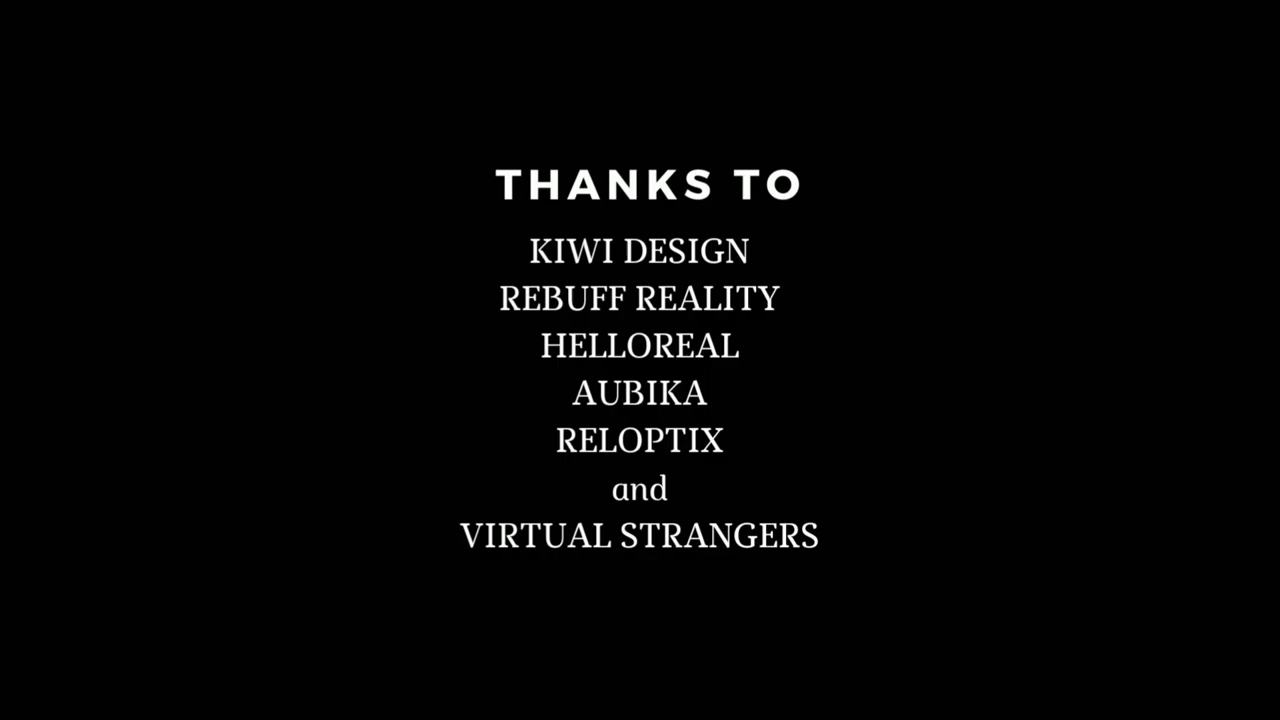 THANKS TO
KIWI DESIGN
REBUFF REALITY
HELLOREAL
AUBIKA
RELOPTIX
and
VIRTUAL STRANGERS